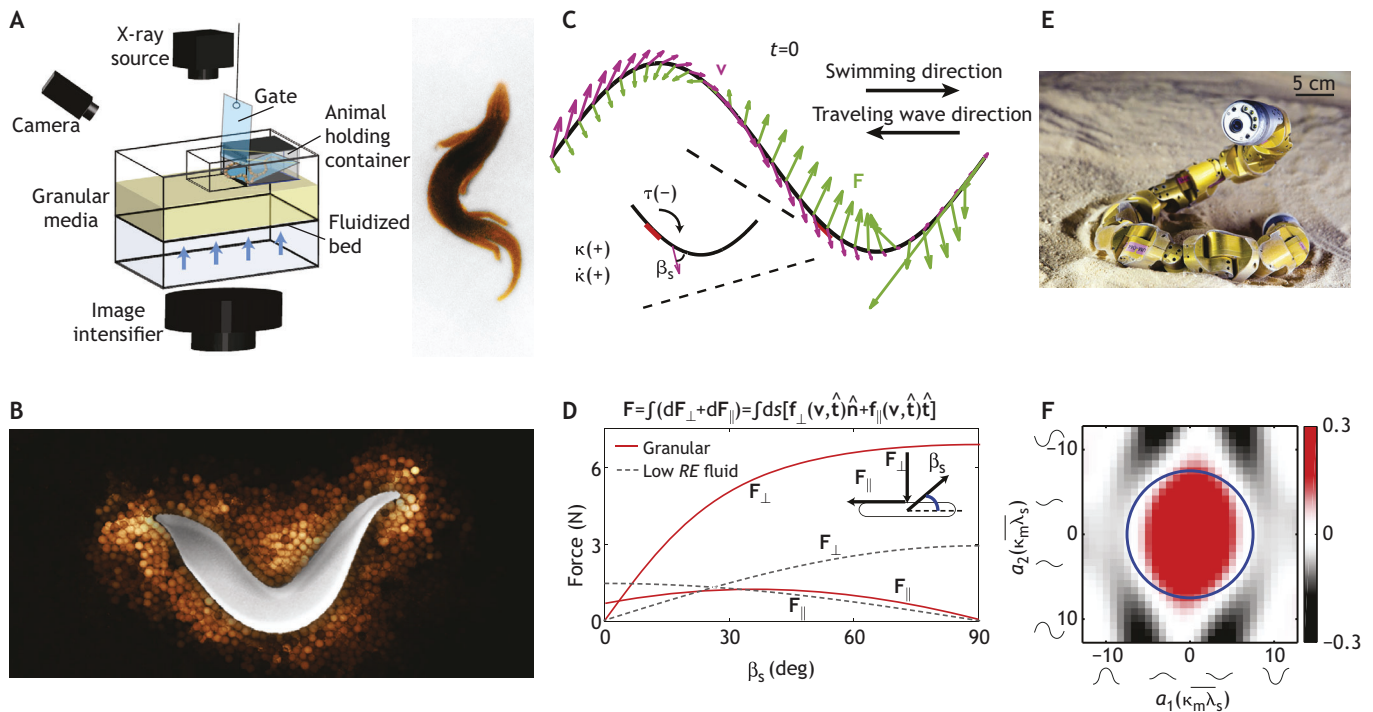 A
X-ray
source
Camera
Gate
Animal
holding
container
Granular
media
Fluidized
bed
Image
intensifier
B
C
t=0
v
Swimming direction
Traveling wave direction
F
τ(−)
κ(+)
κ̇(+)
βs
D
F=∫(dF⊥+dF∥)=∫ds[f⊥(v,t̂)n̂+f∥(v,t̂)t̂]
Granular
Low RE fluid
F⊥
F∥
βs
F⊥
F⊥
F∥
F∥
Force (N)
6
3
0
0
30
60
90
βs (deg)
E
5 cm
F
−10
0
10
a2(κmλs)
−10
0
10
a1(κmλs)
0.3
0
−0.3